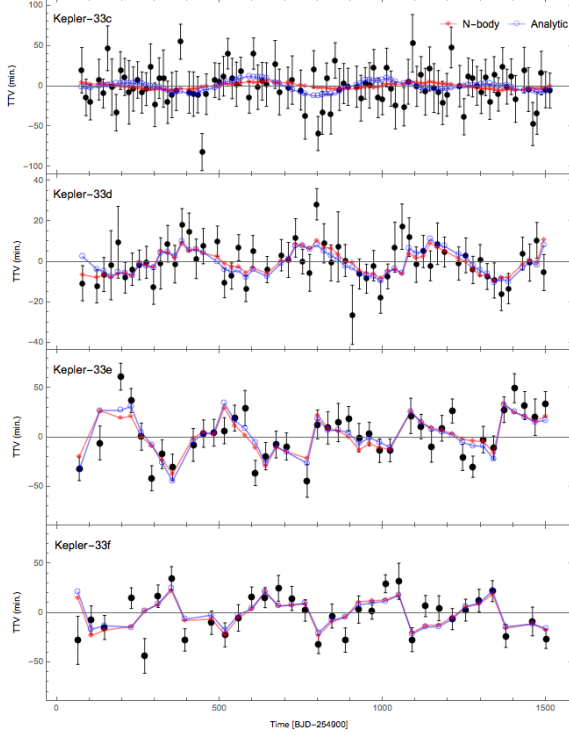 Kepler-33c
N-body
Analytic
100
50
0
-50
-100
TTV (min.)
Kepler-33d
40
20
0
-20
-40
TTV (min.)
Kepler-33e
50
0
-50
TTV (min.)
Kepler-33f
50
0
-50
TTV (min.)
0
500
1000
1500
Time [BJD-254900]